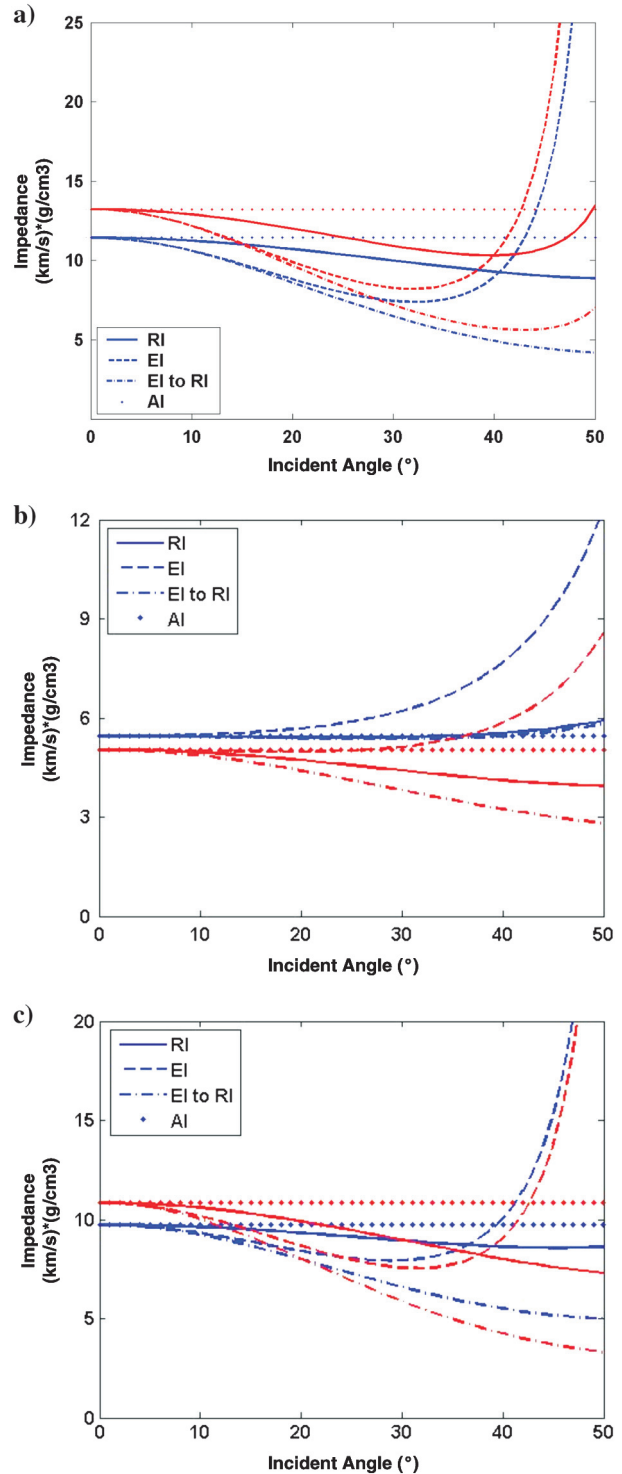 a)
25
20
15
10
5
Impedance
(km/s)*(g/cm3)
RI
EI
EI to RI
AI
0 10 20 30 40 50
Incident Angle (°)
b)
12
9
6
3
0
Impedance
(km/s)*(g/cm3)
RI
EI
EI to RI
AI
0 10 20 30 40 50
Incident Angle (°)
c)
20
15
10
5
0
Impedance
(km/s)*(g/cm3)
RI
EI
EI to RI
AI
0 10 20 30 40 50
Incident Angle (°)